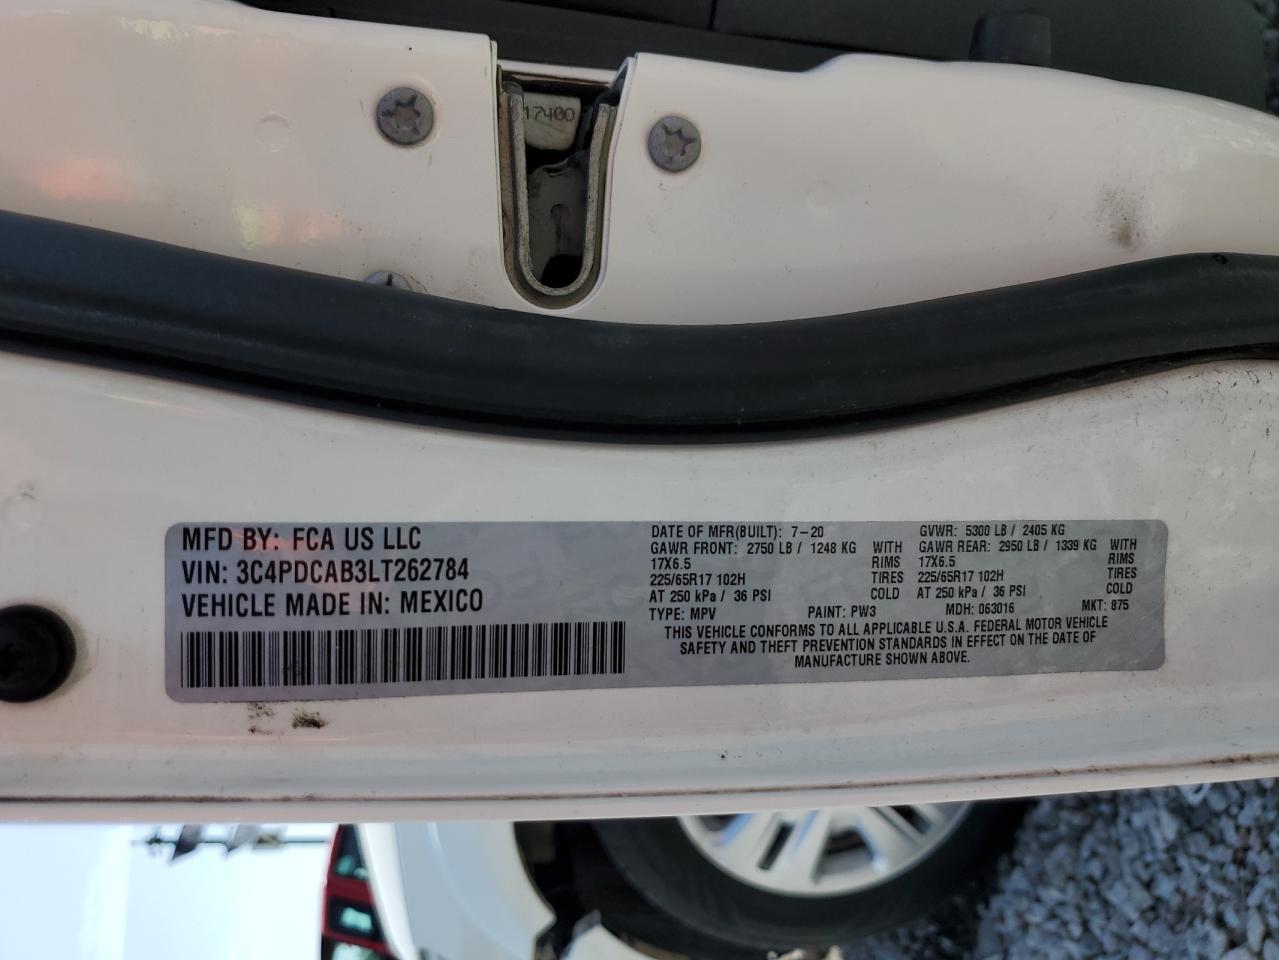 17400
MFD BY: FCA US LLC
VIN: 3C4PDCAB3LT262784
VEHICLE MADE IN: MEXICO
DATE OF MFR(BUILT): 7-20 GVWR: 5300 LB / 2405 KG
GAWR FRONT: 2750 LB / 1248 KG WITH GAWR REAR: 2950 LB / 1339 KG WITH
17X6.5 RIMS 17X6.5 RIMS
225/65R17 102H TIRES 225/65R17 102H TIRES
AT 250 kPa / 36 PSI COLD AT 250 kPa / 36 PSI COLD
TYPE: MPV PAINT: PW3 MDH: 063016 MKT: 875
THIS VEHICLE CONFORMS TO ALL APPLICABLE U.S.A. FEDERAL MOTOR VEHICLE
SAFETY AND THEFT PREVENTION STANDARDS IN EFFECT ON THE DATE OF
MANUFACTURE SHOWN ABOVE.